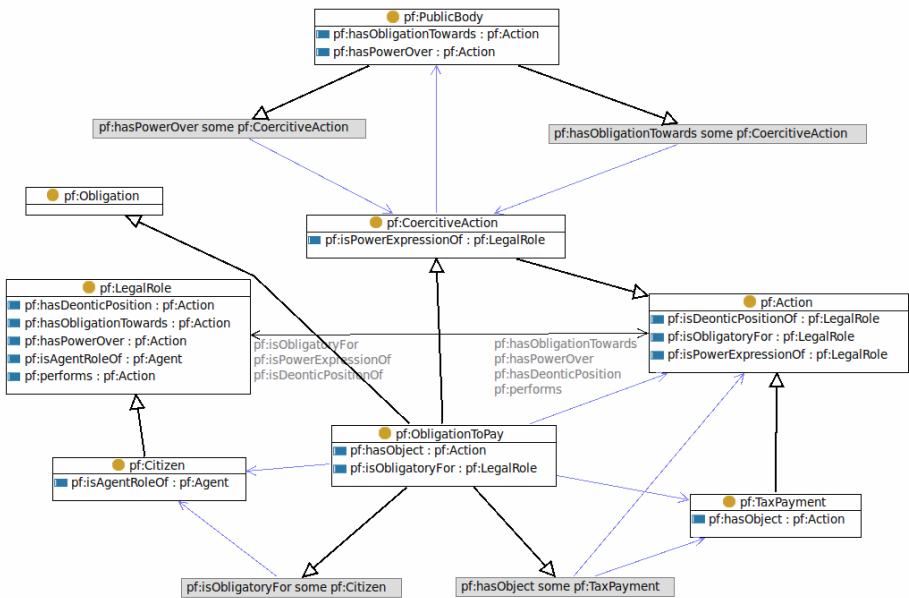 pf:PublicBody
pf:hasObligationTowards : pf:Action
pf:hasPowerOver : pf:Action
pf:hasPowerOver some pf:CoercitiveAction
pf:hasObligationTowards some pf:CoercitiveAction
pf:Obligation
pf:CoercitiveAction
pf:isPowerExpressionOf : pf:LegalRole
pf:LegalRole
pf:hasDeonticPosition : pf:Action
pf:hasObligationTowards : pf:Action
pf:hasPowerOver : pf:Action
pf:isAgentRoleOf : pf:Agent
pf:performs : pf:Action
pf:Action
pf:isDeonticPositionOf : pf:LegalRole
pf:isObligatoryFor : pf:LegalRole
pf:isPowerExpressionOf : pf:LegalRole
pf:isObligatoryFor
pf:isPowerExpressionOf
pf:isDeonticPositionOf
pf:hasObligationTowards
pf:hasPowerOver
pf:hasDeonticPosition
pf:performs
pf:ObligationToPay
pf:hasObject : pf:Action
pf:isObligatoryFor : pf:LegalRole
pf:Citizen
pf:isAgentRoleOf : pf:Agent
pf:TaxPayment
pf:hasObject : pf:Action
pf:isObligatoryFor some pf:Citizen
pf:hasObject some pf:TaxPayment